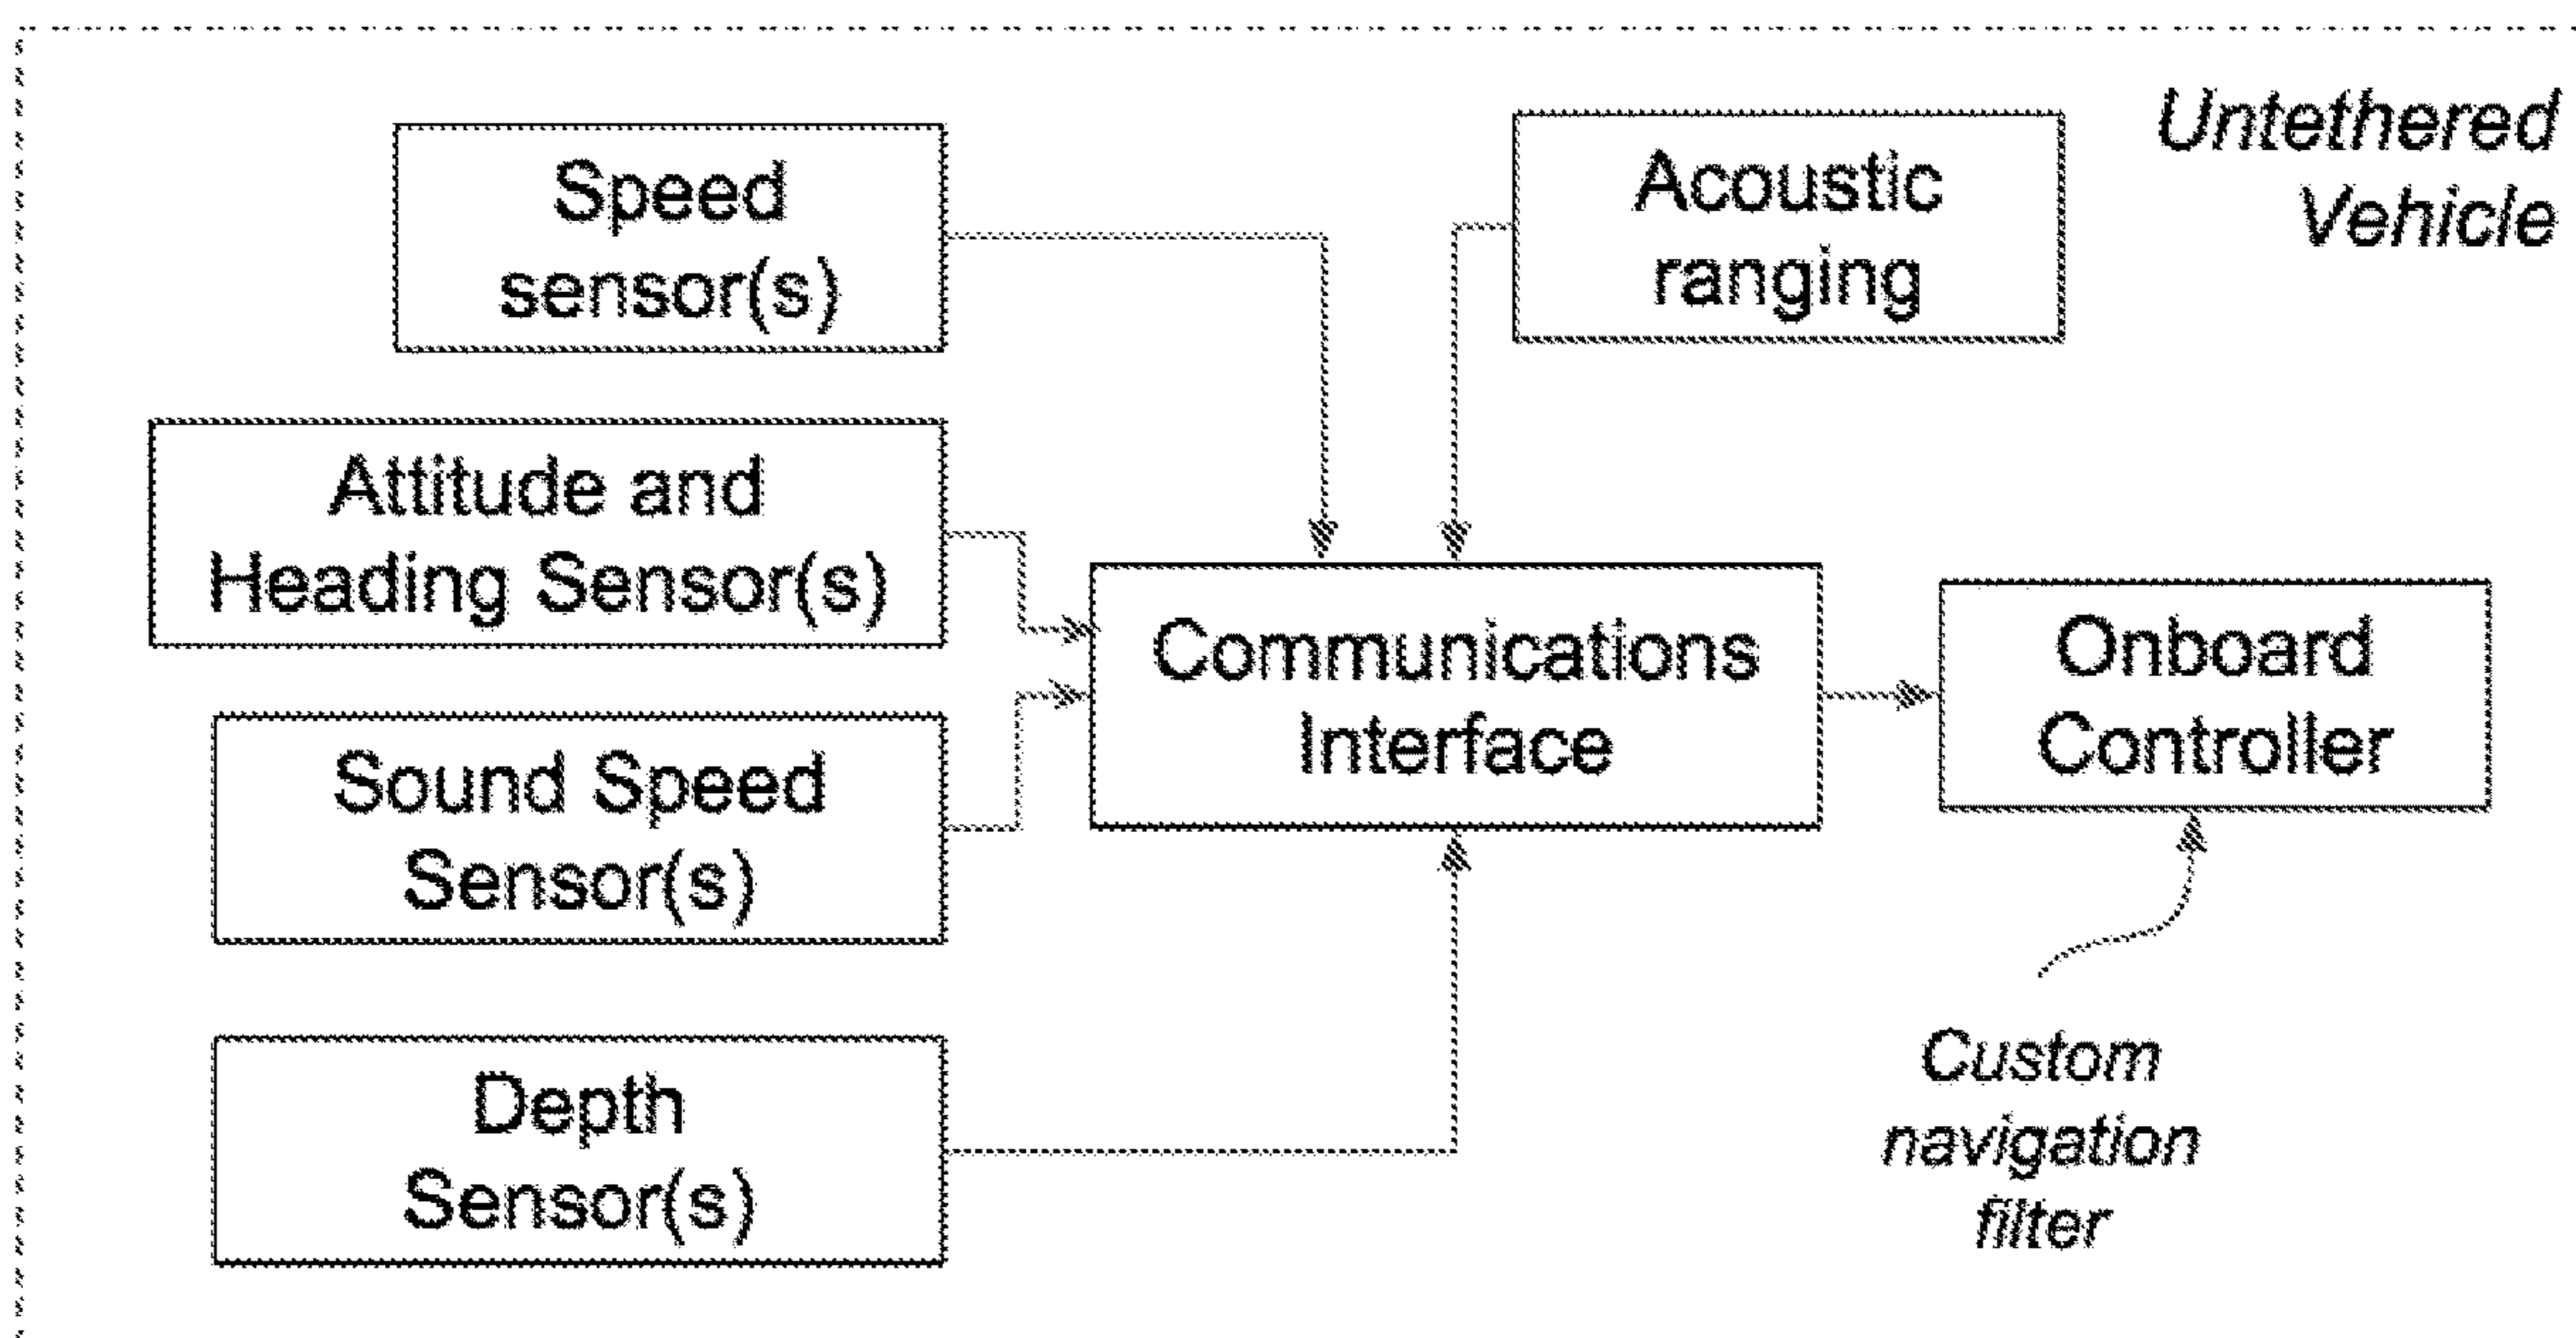 Untethered
Vehicle
Speed
sensor(s)
Acoustic
ranging
Attitude and
Heading Sensor(s)
Communications
Interface
Onboard
Controller
Sound Speed
Sensor(s)
Depth
Sensor(s)
Custom
navigation
filter